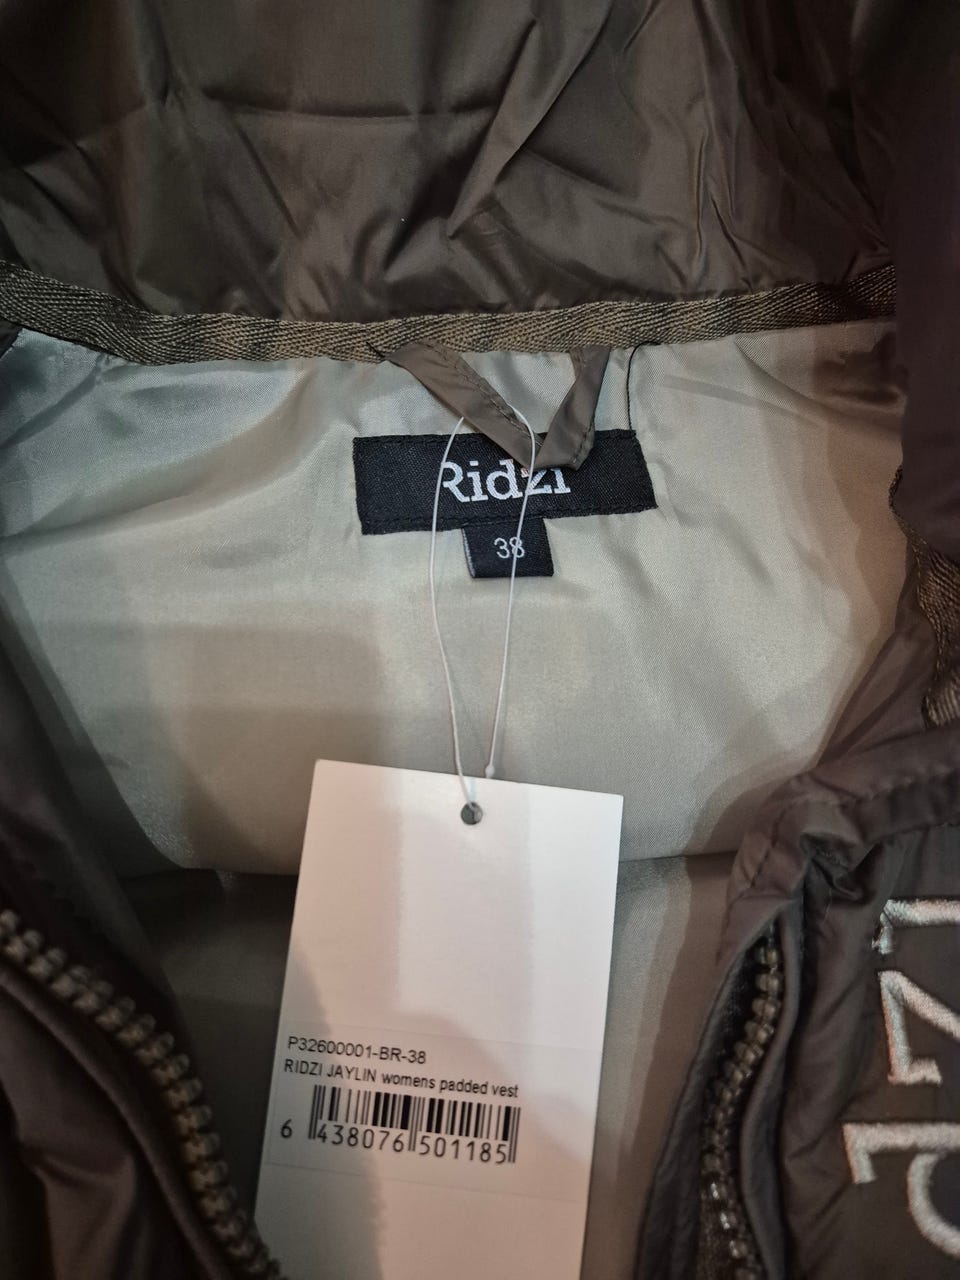 Ridzi
38
P32600001-BR-38
RIDZI JAYLIN womens padded vest
6 438076 501185